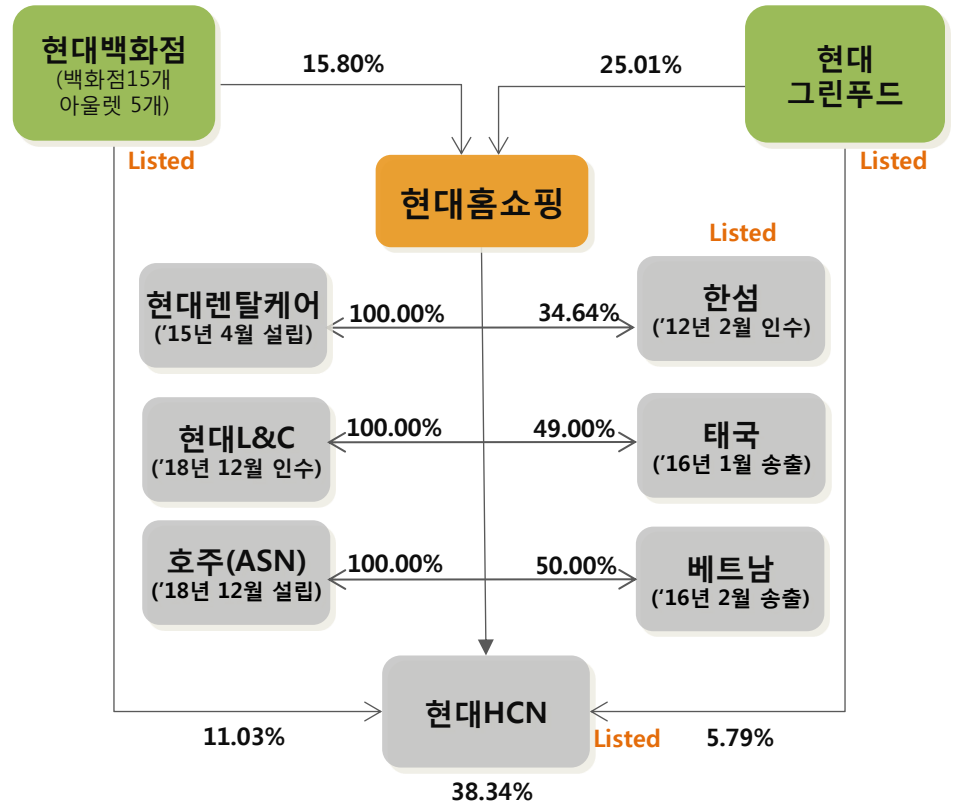 현대백화점
(백화점15개
아울렛 5개)
Listed
15.80%
25.01%
현대
그린푸드
Listed
현대홈쇼핑
현대렌탈케어
('15년 4월 설립)
100.00%
34.64%
Listed
한섬
('12년 2월 인수)
현대L&C
('18년 12월 인수)
100.00%
49.00%
태국
('16년 1월 송출)
호주(ASN)
('18년 12월 설립)
100.00%
50.00%
베트남
('16년 2월 송출)
현대HCN
Listed
11.03%
5.79%
38.34%